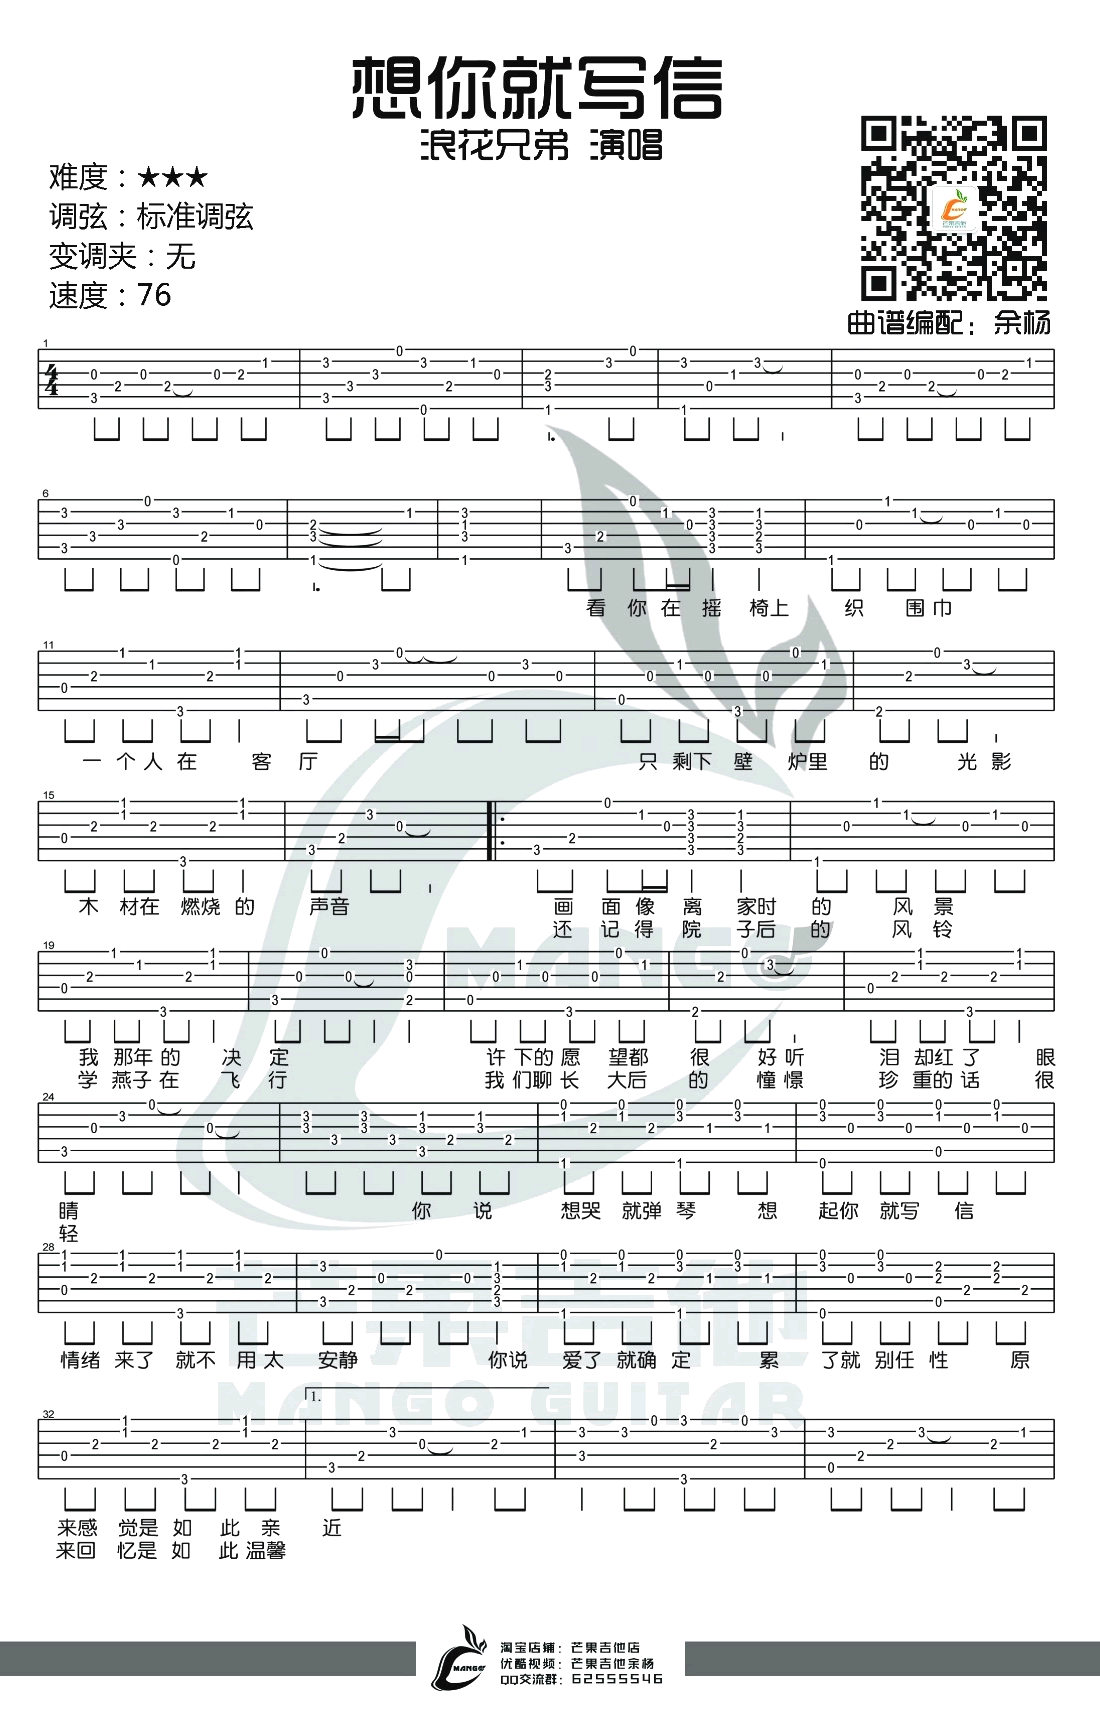 想你就写信
浪花兄弟 演唱
难度：★★★
调弦：标准调弦
变调夹：无
速度：76
曲谱编配：余杨
看 你 在 摇 椅上 织 围 巾
一 个 人 在 客 厅 只 剩下 壁 炉里 的 光 影
木 材在 燃烧 的 声音 画 面 像 离 家时 的 风 景
还 记 得 院 子后 的 风 铃
MANGO
我 那年 的 决 定 许 下的 愿 望都 很 好 听 泪 却红 了 眼
学 燕子 在 飞 行 我 们聊 长 大后 的 憧 憬 珍 重的 话 很
睛 你 说 想哭 就弹 琴 想 起你 就写 信
轻
芒果吉他
情绪 来了 就不 用 太 安静 你说 爱了 就确 定 累 了就 别任 性 原
MANGO GUITAR
1.
来感 觉是 如 此 亲 近
来回 忆是 如 此 温馨
MANGO
淘宝店铺：芒果吉他店
优酷视频：芒果吉他余杨
QQ交流群：62555546